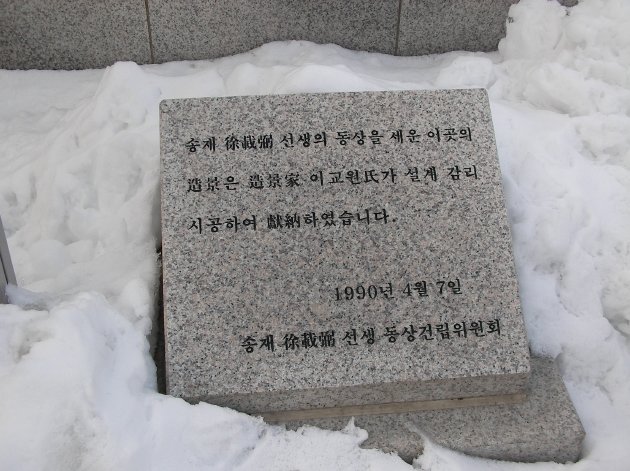 송재 徐載弼 선생의 동상을 세운 이곳의
造景은 造景家 이교원氏가 설계 감리
시공하여 獻納하였습니다.
1990년 4월 7일
송재 徐載弼 선생 동상건립위원회